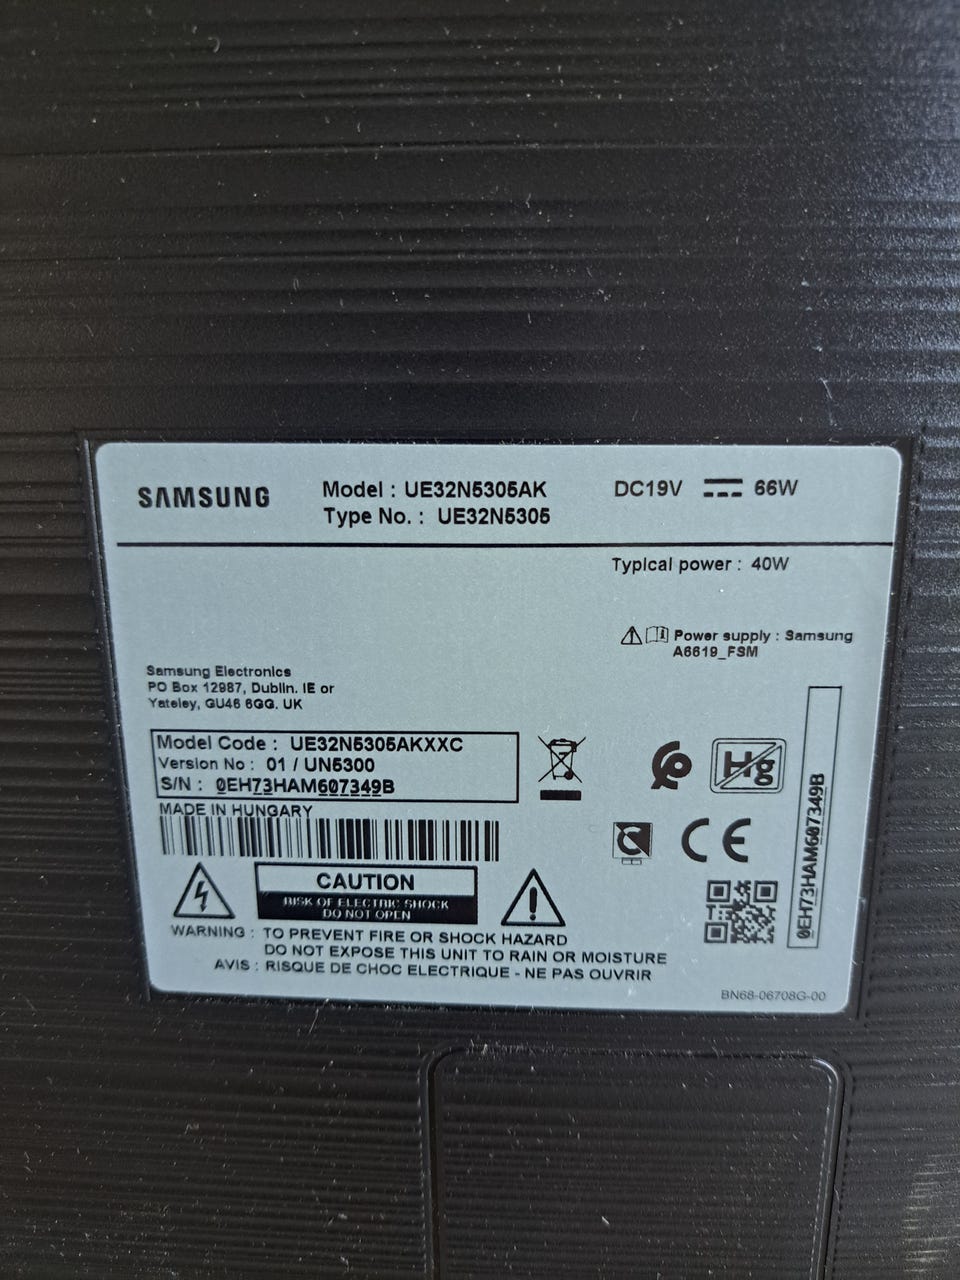 SAMSUNG
Model : UE32N5305AK
Type No. : UE32N5305
DC19V 66W
Typical power : 40W
Power supply : Samsung
A6619_FSM
Samsung Electronics
PO Box 12987, Dublin. IE or
Yateley, GU46 6GG. UK
Model Code : UE32N5305AKXXC
Version No : 01 / UN5300
S/N : 0EH73HAM607349B
MADE IN HUNGARY
Hg
CE
0EH73HAM607349B
CAUTION
RISK OF ELECTRIC SHOCK
DO NOT OPEN
WARNING : TO PREVENT FIRE OR SHOCK HAZARD
DO NOT EXPOSE THIS UNIT TO RAIN OR MOISTURE
AVIS : RISQUE DE CHOC ELECTRIQUE - NE PAS OUVRIR
BN68-06708G-00